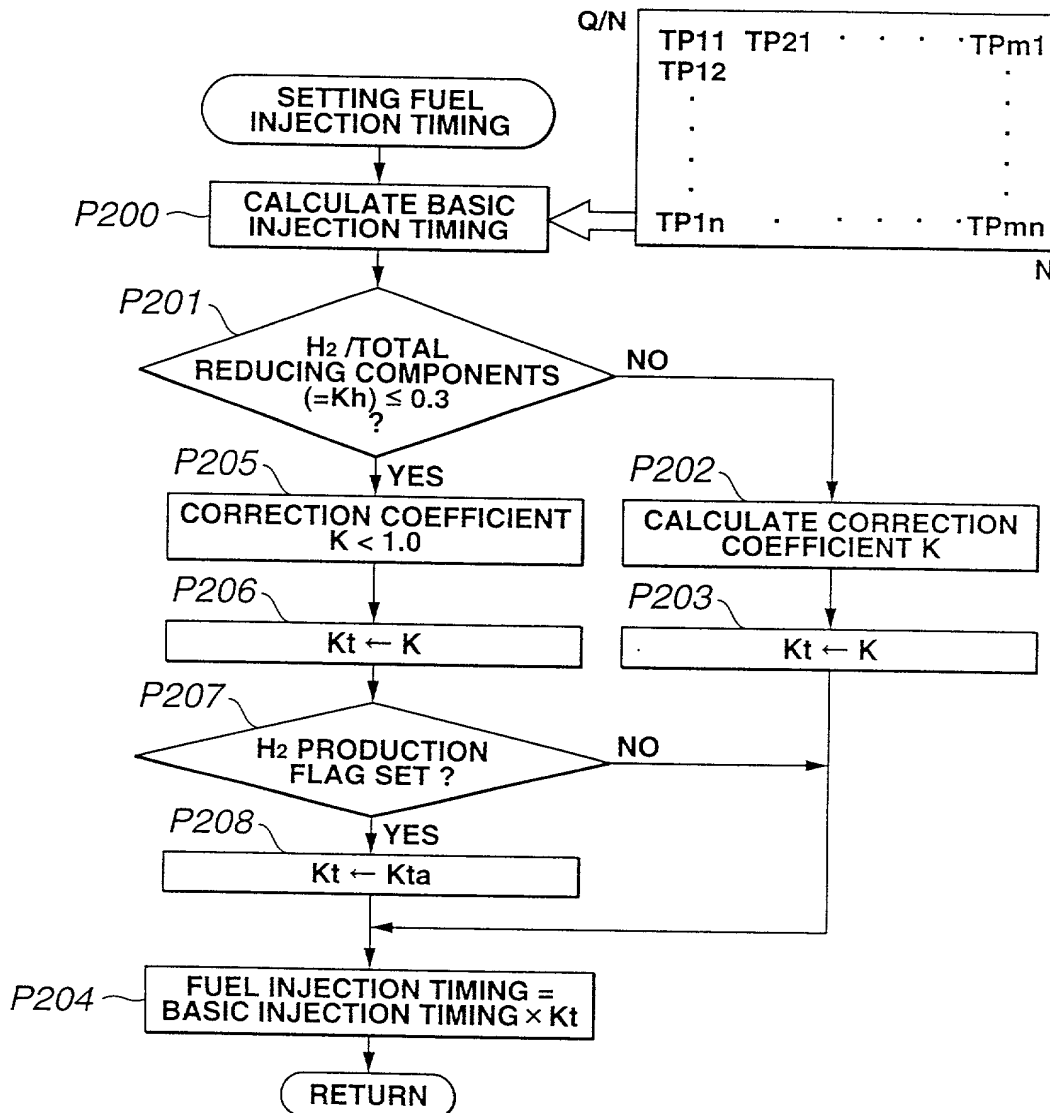 Q/N
TP11 TP21 · · · · TPm1
TP12 ·
· ·
· ·
· ·
· ·
TP1n · · · · · TPmn
N
SETTING FUEL
INJECTION TIMING
P200
CALCULATE BASIC
INJECTION TIMING
P201
H2 /TOTAL
REDUCING COMPONENTS
(=Kh) ≤ 0.3
?
NO
YES
P205
CORRECTION COEFFICIENT
K < 1.0
P202
CALCULATE CORRECTION
COEFFICIENT K
P206
Kt ← K
P203
Kt ← K
P207
H2 PRODUCTION
FLAG SET ?
NO
YES
P208
Kt ← Kta
P204
FUEL INJECTION TIMING =
BASIC INJECTION TIMING × Kt
RETURN